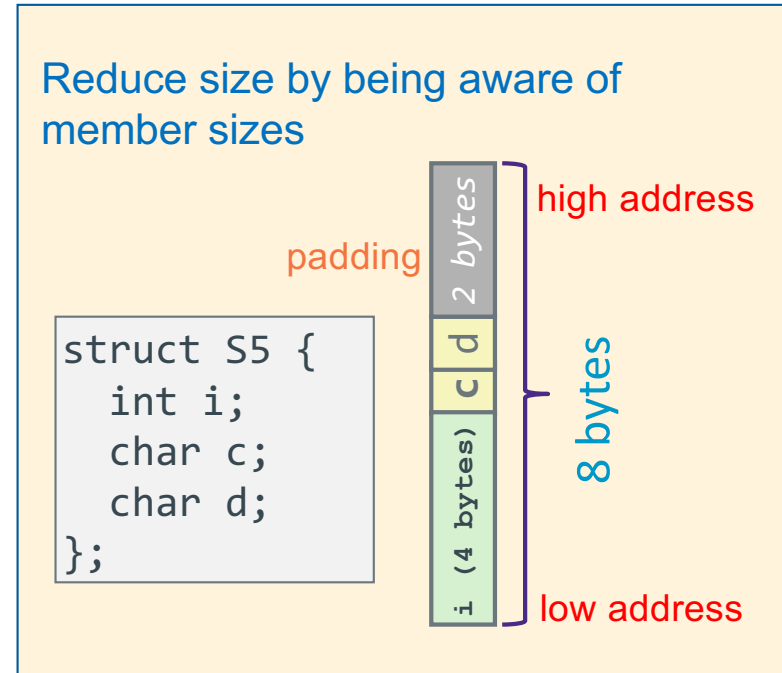 Reduce size by being aware of
member sizes
high address
padding
2 bytes
d
c
i (4 bytes)
8 bytes
low address
struct S5 {
  int i;
  char c;
  char d;
};